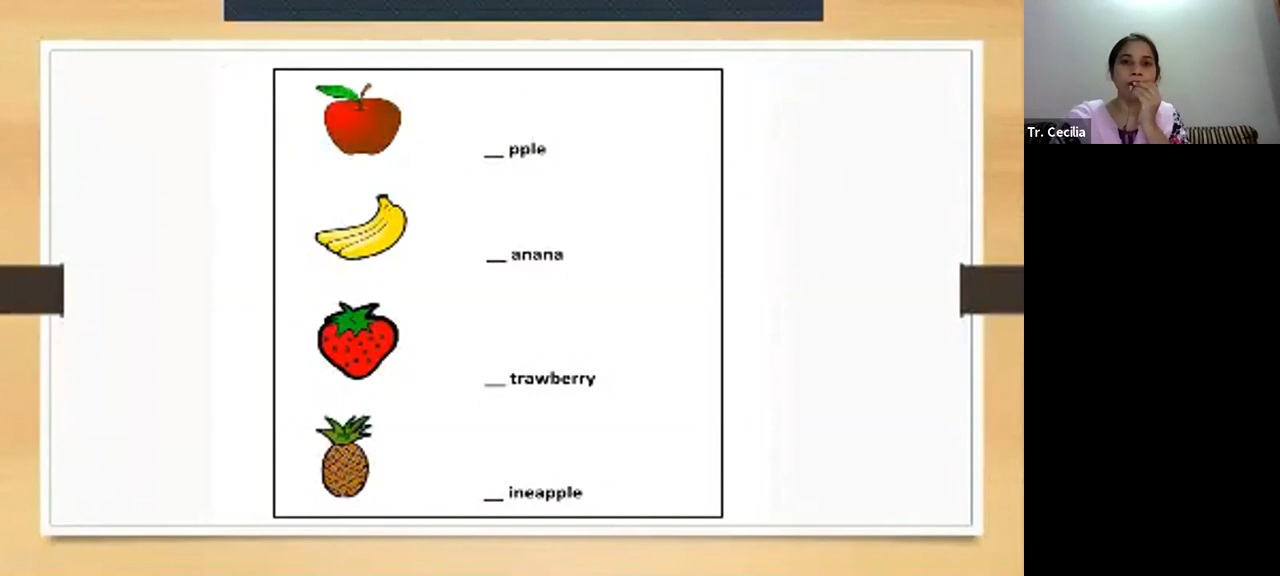 __ pple
__ anana
__ trawberry
__ ineapple
Tr. Cecilia